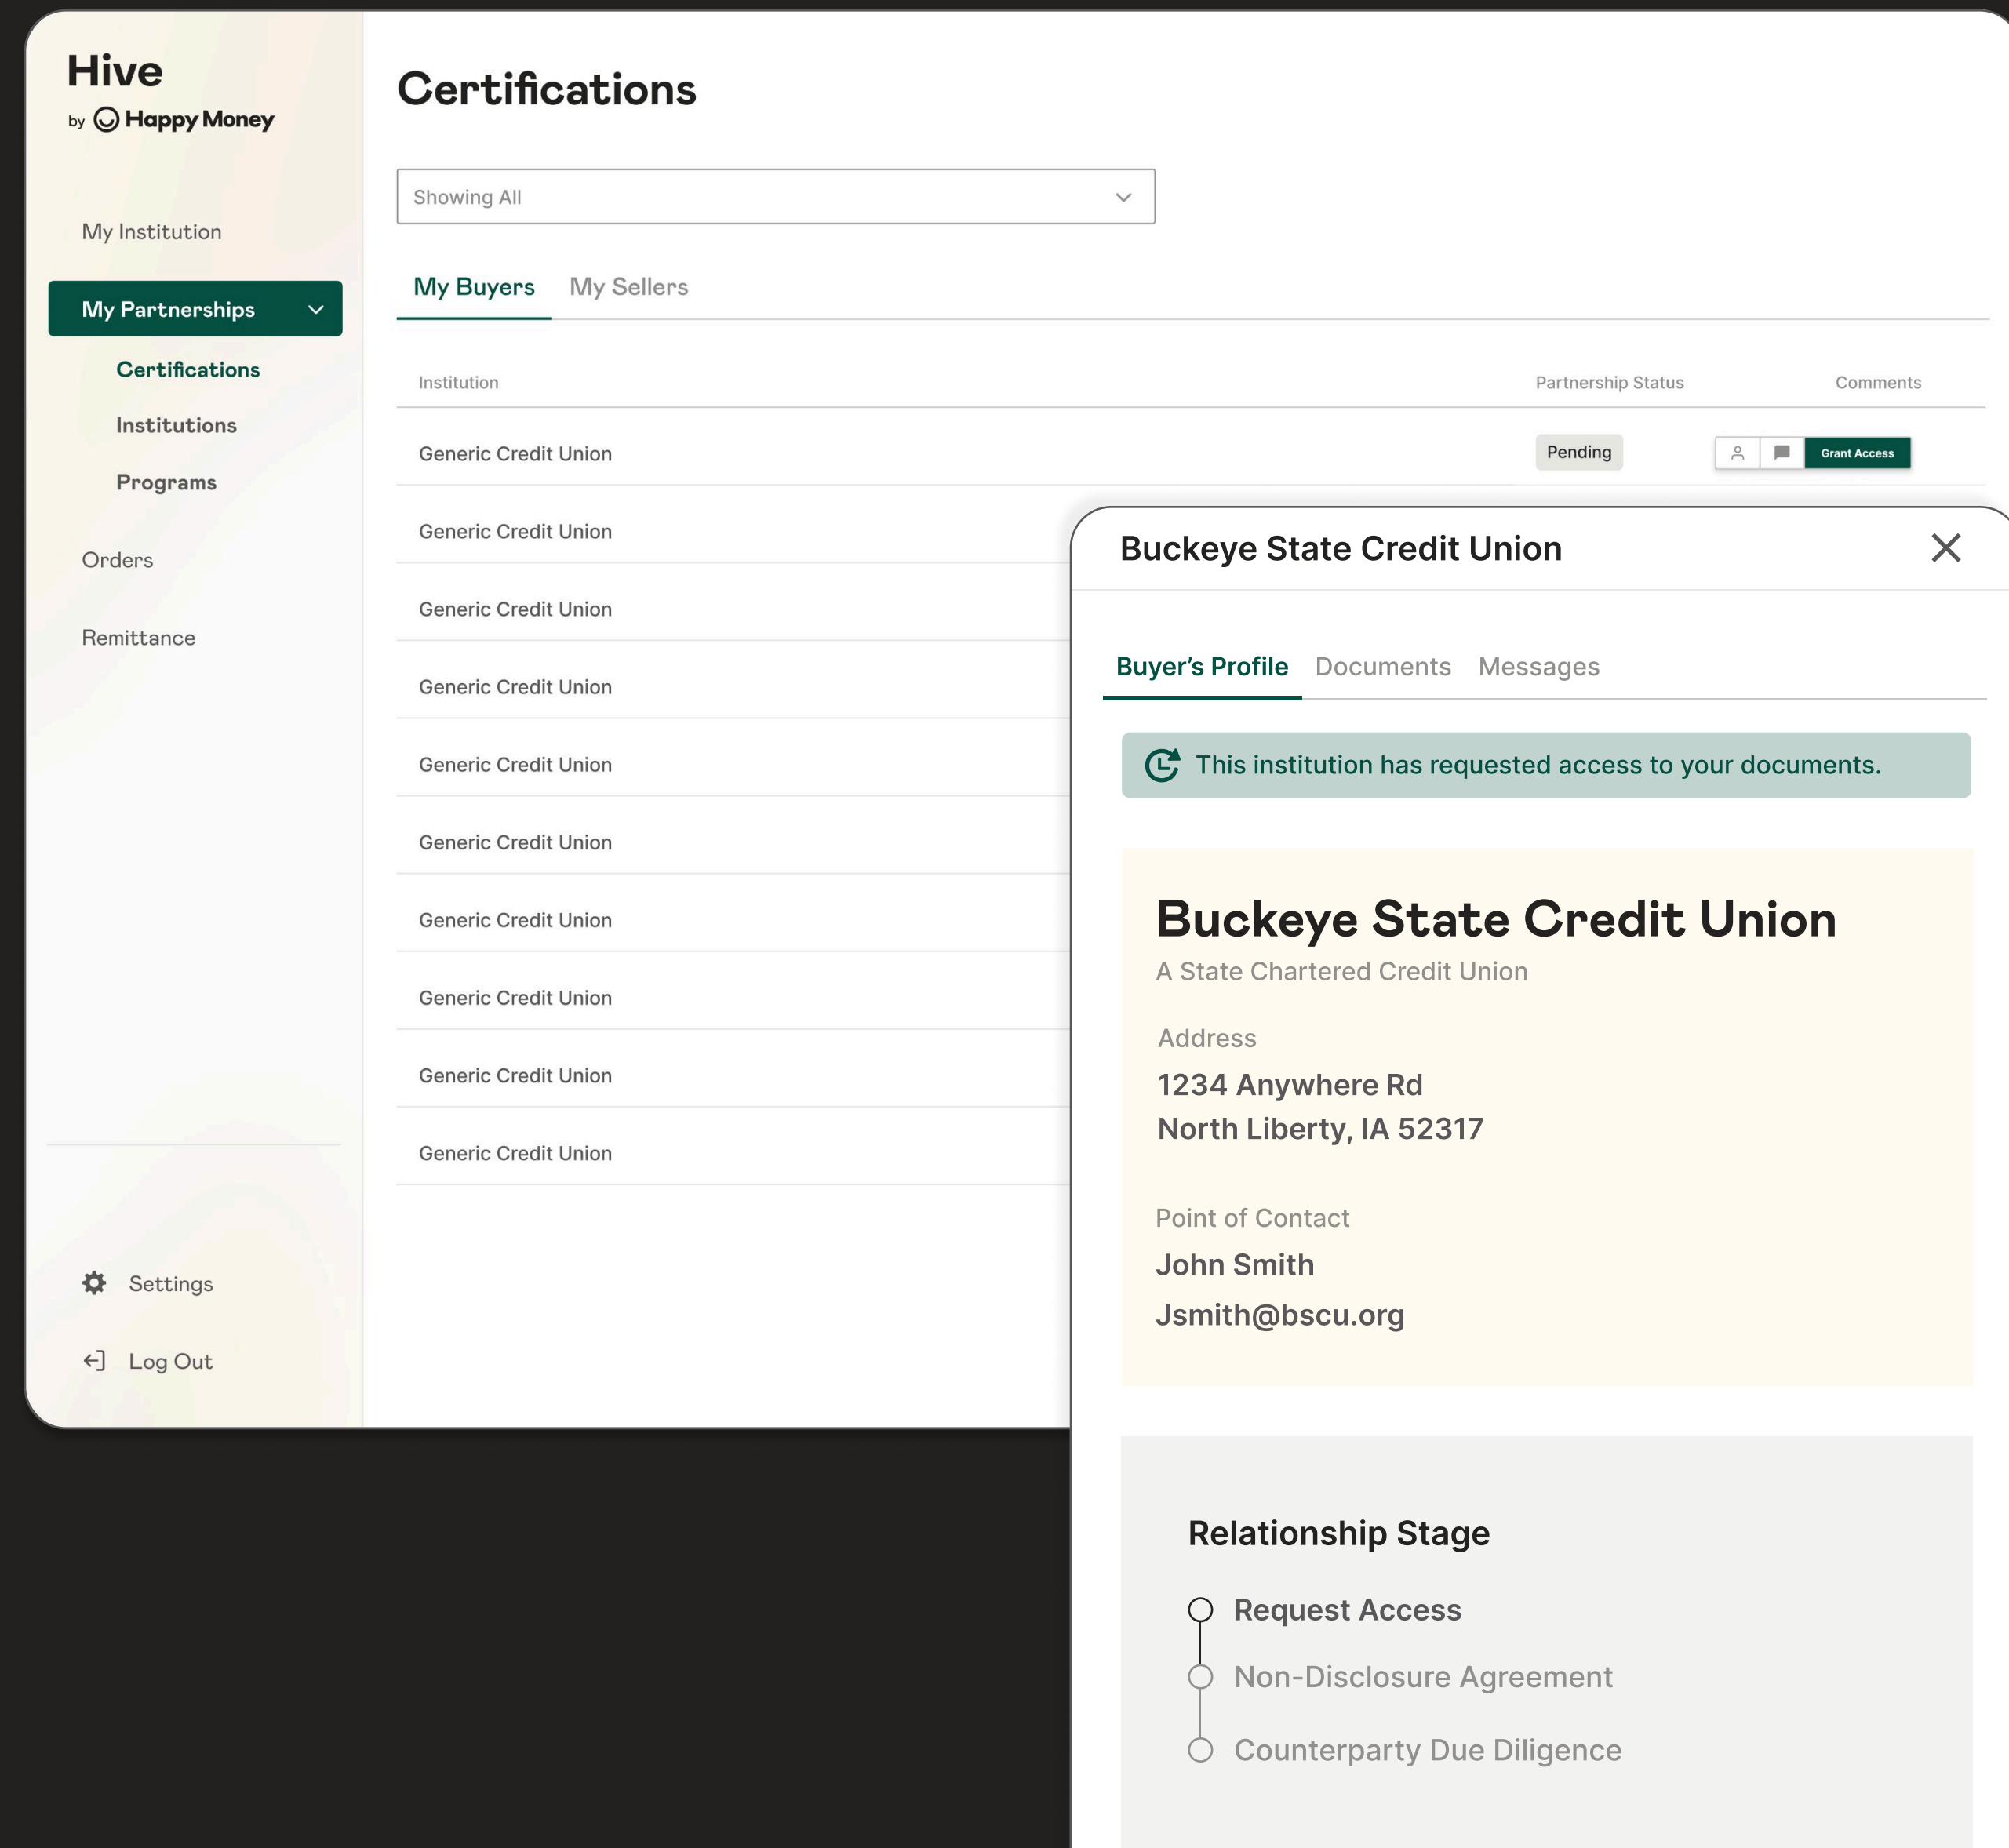 Hive
by Happy Money
My Institution
My Partnerships
Certifications
Institutions
Programs
Orders
Remittance
Settings
Log Out
Certifications
Showing All
My Buyers My Sellers
Institution Partnership Status Comments
Generic Credit Union Pending Grant Access
Generic Credit Union
Generic Credit Union
Generic Credit Union
Generic Credit Union
Generic Credit Union
Generic Credit Union
Generic Credit Union
Generic Credit Union
Generic Credit Union
Buckeye State Credit Union
Buyer’s Profile Documents Messages
This institution has requested access to your documents.
Buckeye State Credit Union
A State Chartered Credit Union
Address
1234 Anywhere Rd
North Liberty, IA 52317
Point of Contact
John Smith
Jsmith@bscu.org
Relationship Stage
Request Access
Non-Disclosure Agreement
Counterparty Due Diligence